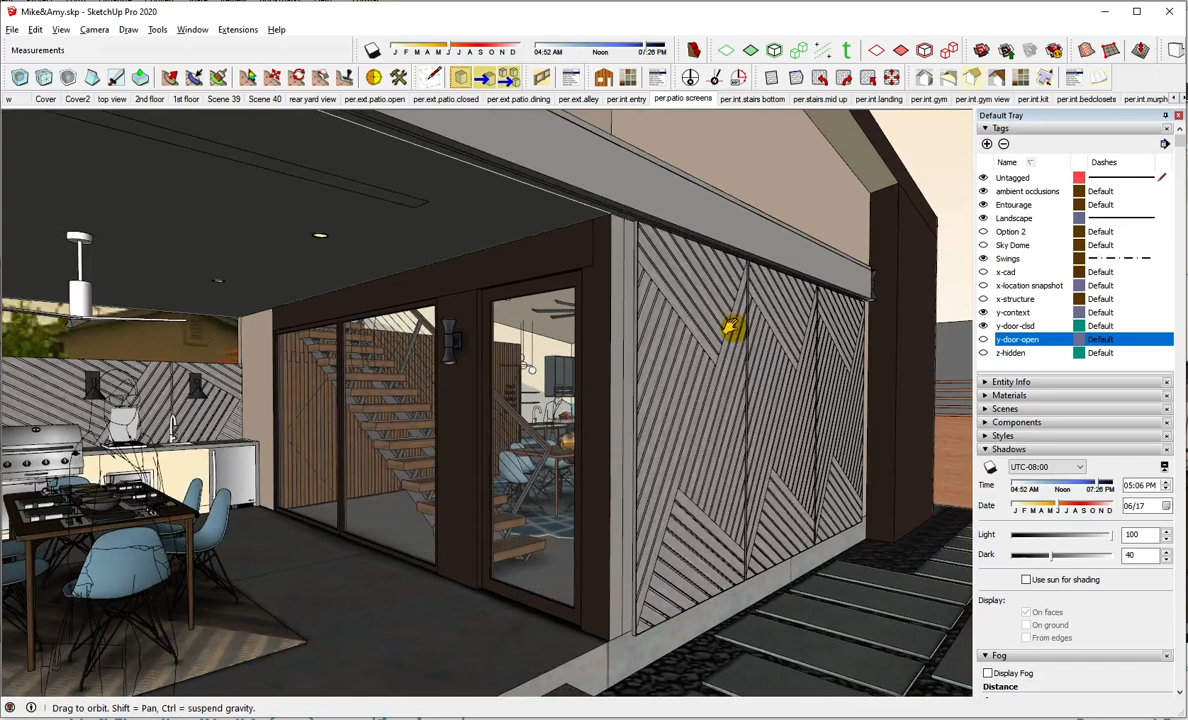 Mike&Amy.skp - SketchUp Pro 2020
File Edit View Camera Draw Tools Window Extensions Help
Measurements
J F M A M J J A S O N D
04:52 AM Noon 07:26 PM
w Cover Cover2 top view 2nd floor 1st floor Scene 39 Scene 40 rear yard view per.ext.patio.open per.ext.patio.closed per.ext.patio.dining per.ext.alley per.int.entry per.patio screens per.int.stairs bottom per.stairs.mid up per.int.landing per.int.gym per.int.gym view per.int.kit per.int.bedclosets per.int.murph
Default Tray
Tags
Name Dashes
Untagged
ambient occlusions Default
Entourage Default
Landscape
Option 2 Default
Sky Dome Default
Swings
x-cad Default
x-location snapshot Default
x-structure Default
y-context Default
y-door-clsd Default
y-door-open Default
z-hidden Default
Entity Info
Materials
Scenes
Components
Styles
Shadows
UTC-08:00
Time 04:52 AM Noon 07:26 PM 05:06 PM
Date J F M A M J J A S O N D 06/17
Light 100
Dark 40
Use sun for shading
Display:
On faces
On ground
From edges
Fog
Display Fog
Distance
Drag to orbit. Shift = Pan, Ctrl = suspend gravity.